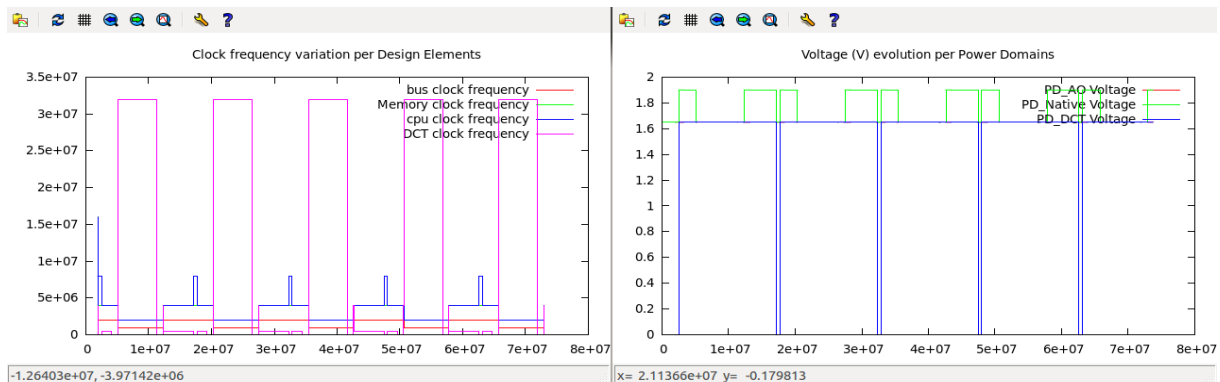 Clock frequency variation per Design Elements
3.5e+07
3e+07
2.5e+07
2e+07
1.5e+07
1e+07
5e+06
0
bus clock frequency
Memory clock frequency
cpu clock frequency
DCT clock frequency
0 1e+07 2e+07 3e+07 4e+07 5e+07 6e+07 7e+07 8e+07
-1.26403e+07, -3.97142e+06
Voltage (V) evolution per Power Domains
2
1.8
1.6
1.4
1.2
1
0.8
0.6
0.4
0.2
0
PD_AO Voltage
PD_Native Voltage
PD_DCT Voltage
0 1e+07 2e+07 3e+07 4e+07 5e+07 6e+07 7e+07 8e+07
x= 2.11366e+07 y= -0.179813